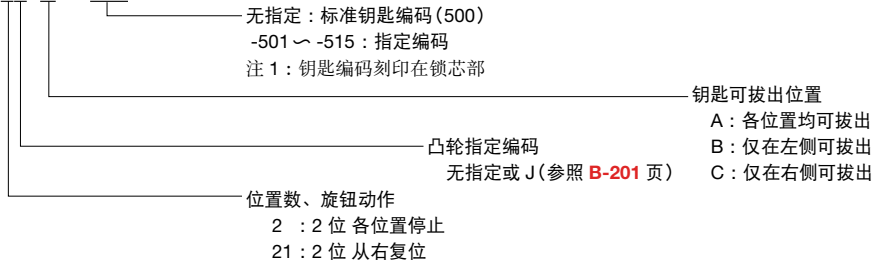 无指定：标准钥匙编码（500）
-501～ -515：指定编码
注 1：钥匙编码刻印在锁芯部
钥匙可拔出位置
A：各位置均可拔出
B：仅在左侧可拔出
C：仅在右侧可拔出
凸轮指定编码
无指定或 J（参照 B-201 页）
位置数、旋钮动作
2 ：2 位 各位置停止
21：2 位 从右复位